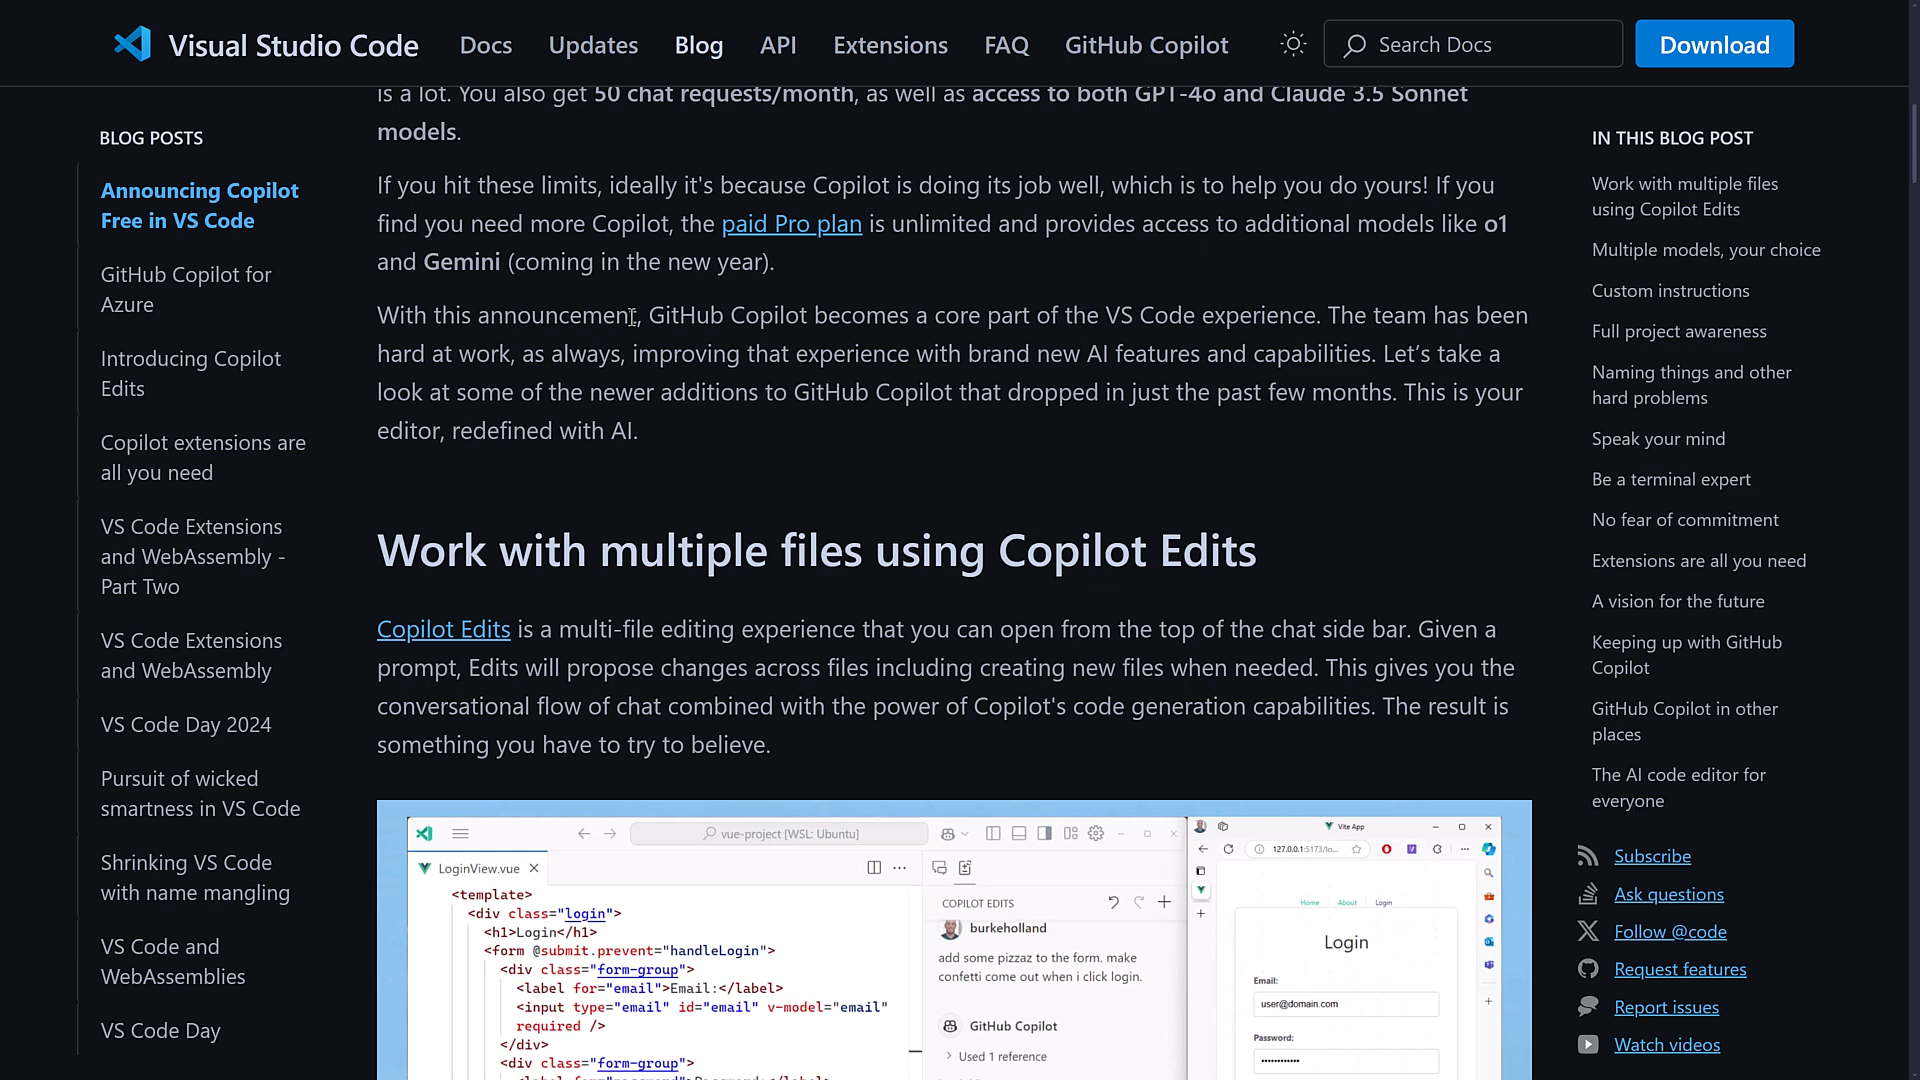 Visual Studio Code
Docs
Updates
Blog
API
Extensions
FAQ
GitHub Copilot
Search Docs
Download
BLOG POSTS
Announcing Copilot
Free in VS Code
GitHub Copilot for
Azure
Introducing Copilot
Edits
Copilot extensions are
all you need
VS Code Extensions
and WebAssembly -
Part Two
VS Code Extensions
and WebAssembly
VS Code Day 2024
Pursuit of wicked
smartness in VS Code
Shrinking VS Code
with name mangling
VS Code and
WebAssemblies
VS Code Day
is a lot. You also get 50 chat requests/month, as well as access to both GPT-4o and Claude 3.5 Sonnet
models.
If you hit these limits, ideally it's because Copilot is doing its job well, which is to help you do yours! If you
find you need more Copilot, the paid Pro plan is unlimited and provides access to additional models like o1
and Gemini (coming in the new year).
With this announcement, GitHub Copilot becomes a core part of the VS Code experience. The team has been
hard at work, as always, improving that experience with brand new AI features and capabilities. Let’s take a
look at some of the newer additions to GitHub Copilot that dropped in just the past few months. This is your
editor, redefined with AI.
Work with multiple files using Copilot Edits
Copilot Edits is a multi-file editing experience that you can open from the top of the chat side bar. Given a
prompt, Edits will propose changes across files including creating new files when needed. This gives you the
conversational flow of chat combined with the power of Copilot's code generation capabilities. The result is
something you have to try to believe.
vue-project [WSL: Ubuntu]
LoginView.vue
<template>
<div class="login">
<h1>Login</h1>
<form @submit.prevent="handleLogin">
<div class="form-group">
<label for="email">Email:</label>
<input type="email" id="email" v-model="email"
required />
</div>
<div class="form-group">
COPILOT EDITS
burkeholland
add some pizzaz to the form. make
confetti come out when i click login.
GitHub Copilot
Used 1 reference
Vite App
127.0.0.1:5173/lo...
Home
About
Login
Login
Email:
user@domain.com
Password:
IN THIS BLOG POST
Work with multiple files
using Copilot Edits
Multiple models, your choice
Custom instructions
Full project awareness
Naming things and other
hard problems
Speak your mind
Be a terminal expert
No fear of commitment
Extensions are all you need
A vision for the future
Keeping up with GitHub
Copilot
GitHub Copilot in other
places
The AI code editor for
everyone
Subscribe
Ask questions
Follow @code
Request features
Report issues
Watch videos